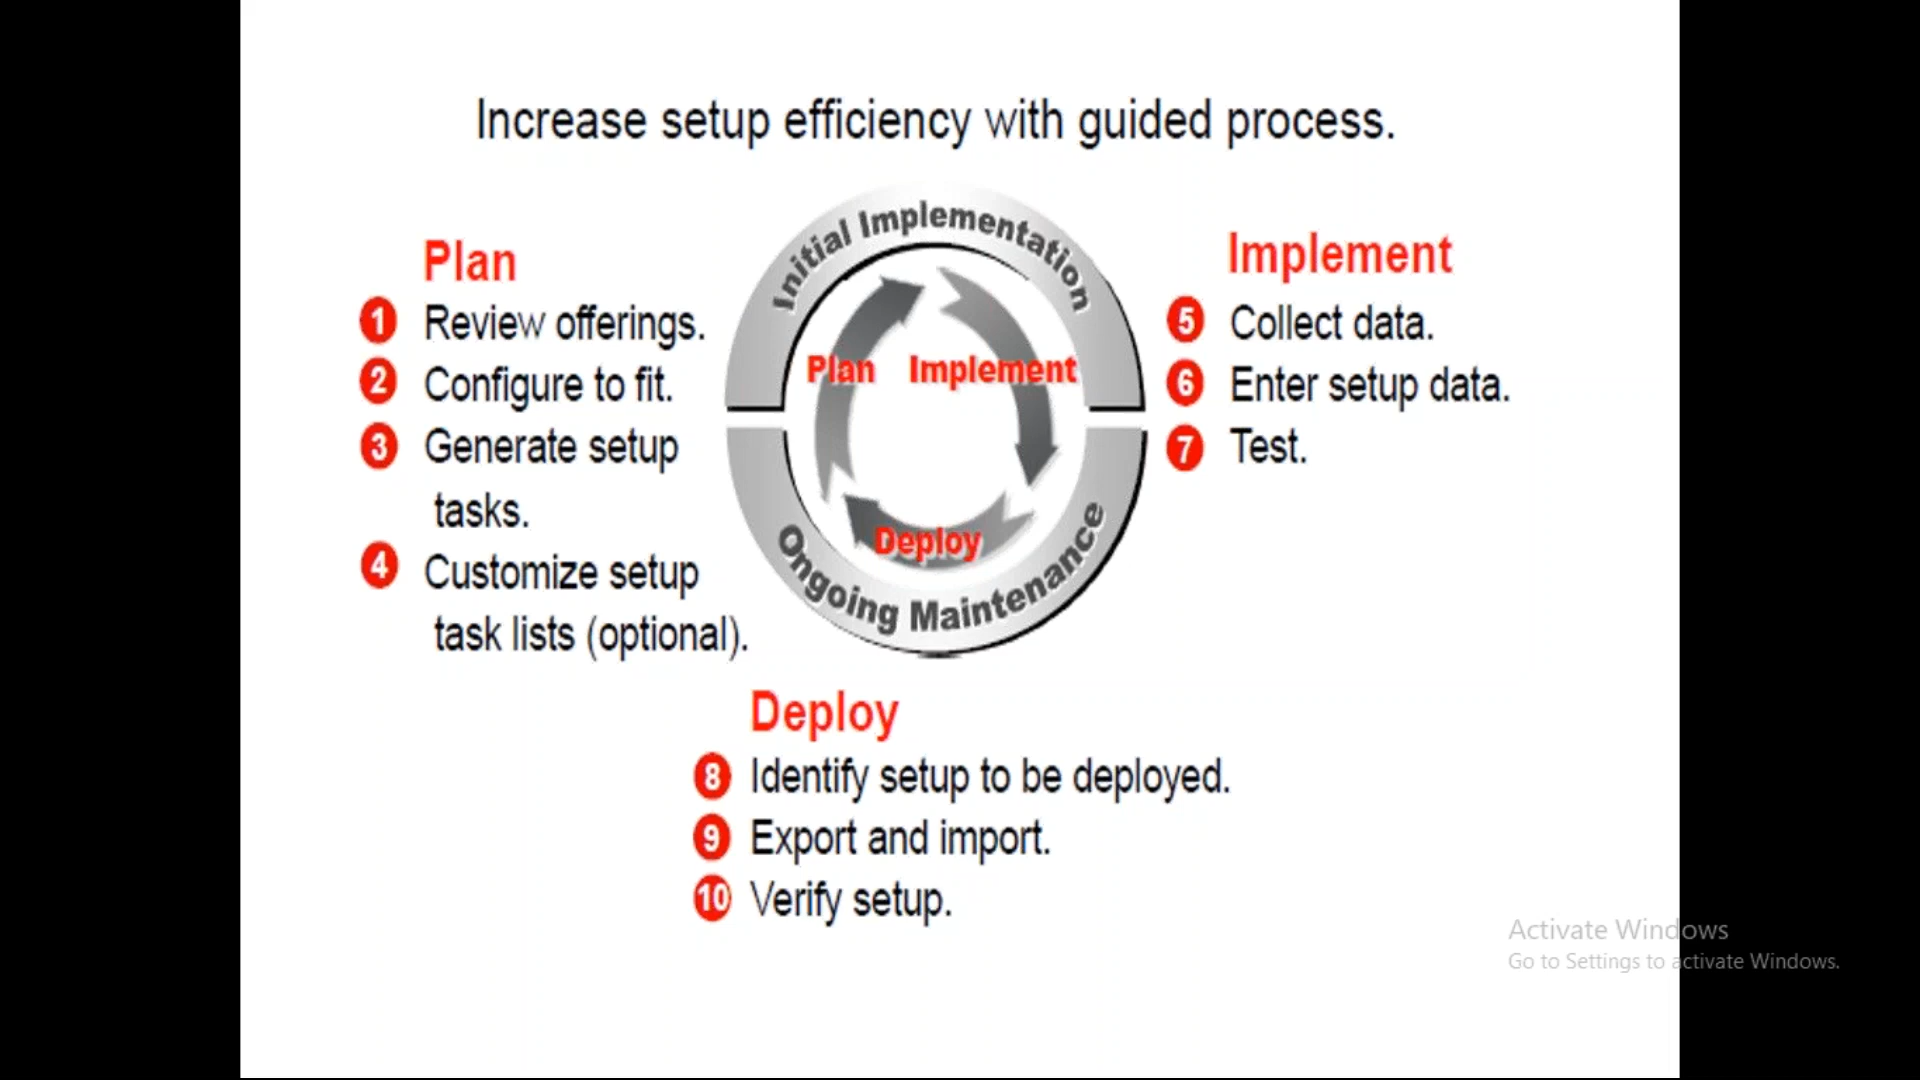 Increase setup efficiency with guided process.
Initial Implementation
Plan
1 Review offerings.
2 Configure to fit.
3 Generate setup
tasks.
4 Customize setup
task lists (optional).
Plan Implement
Deploy
Ongoing Maintenance
Implement
5 Collect data.
6 Enter setup data.
7 Test.
Deploy
8 Identify setup to be deployed.
9 Export and import.
10 Verify setup.
Activate Windows
Go to Settings to activate Windows.